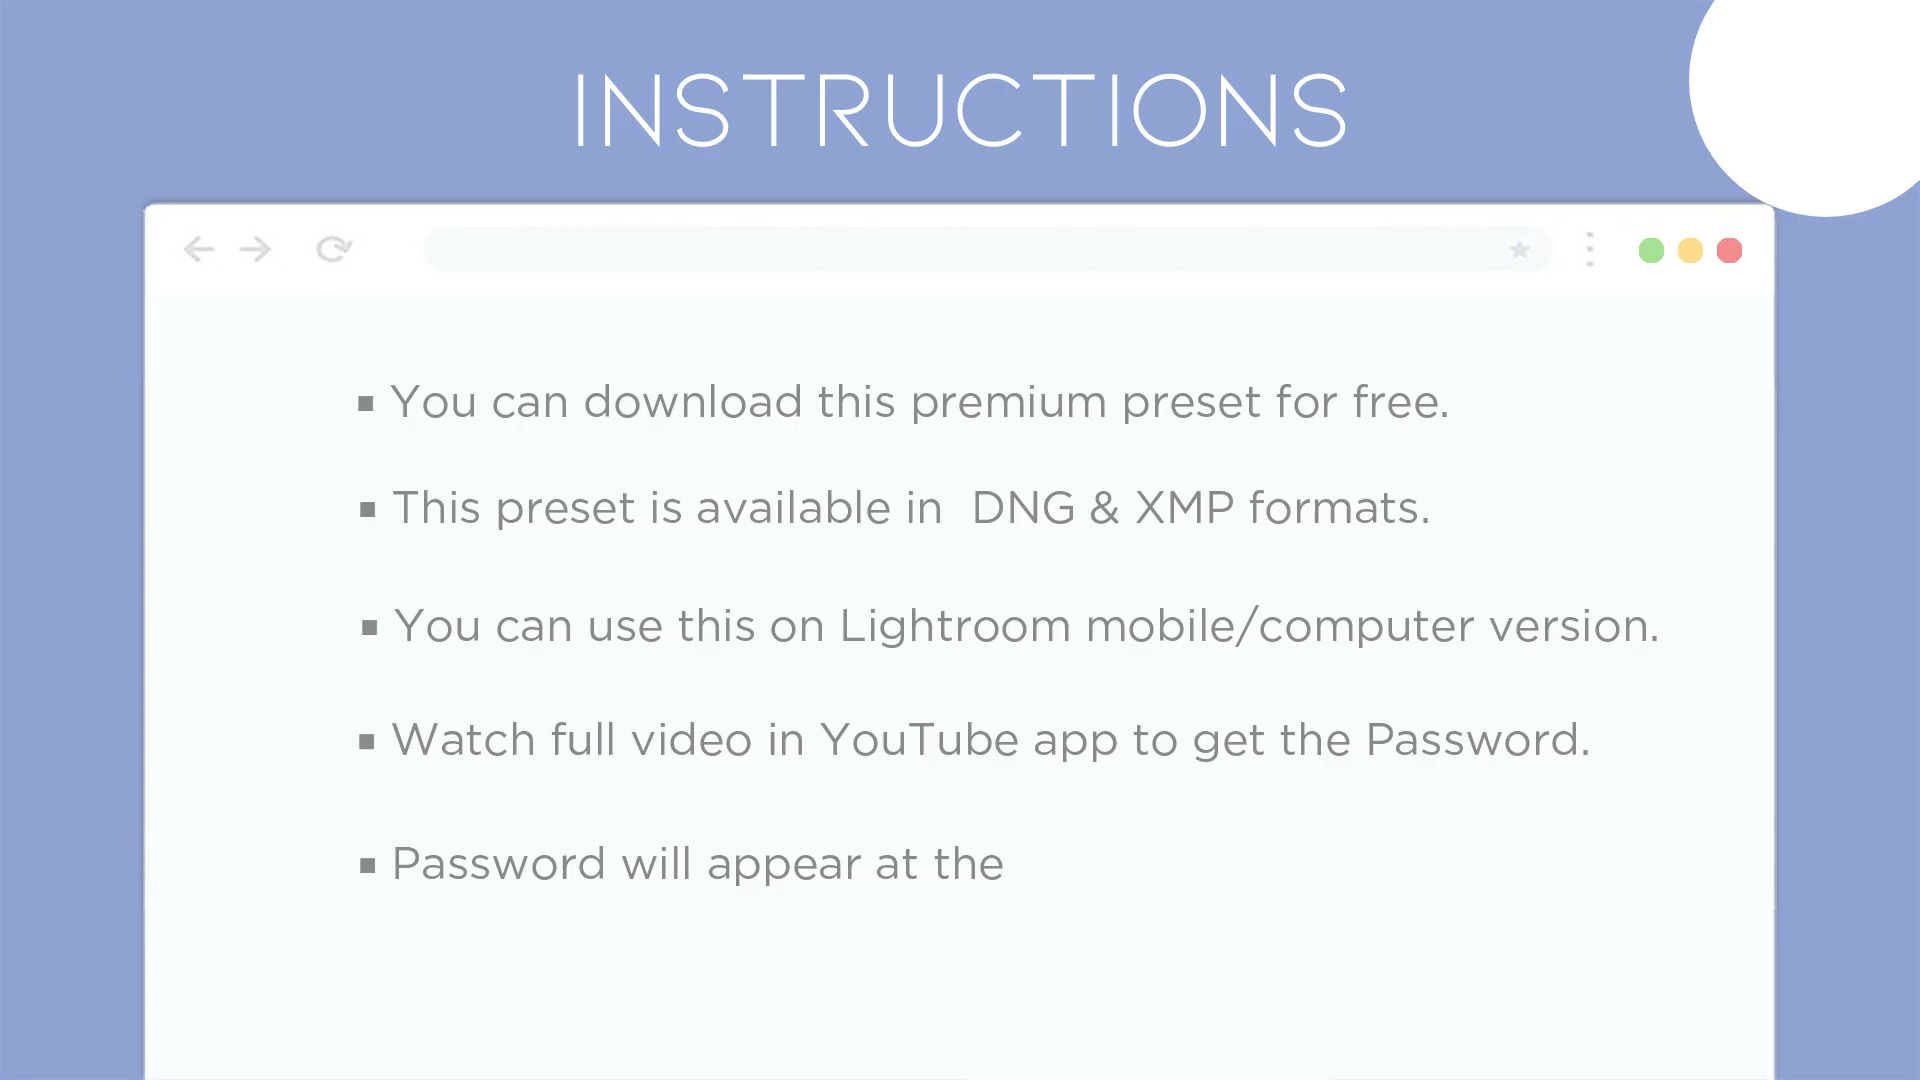 INSTRUCTIONS
▪ You can download this premium preset for free.
▪ This preset is available in  DNG & XMP formats.
▪ You can use this on Lightroom mobile/computer version.
▪ Watch full video in YouTube app to get the Password.
▪ Password will appear at the